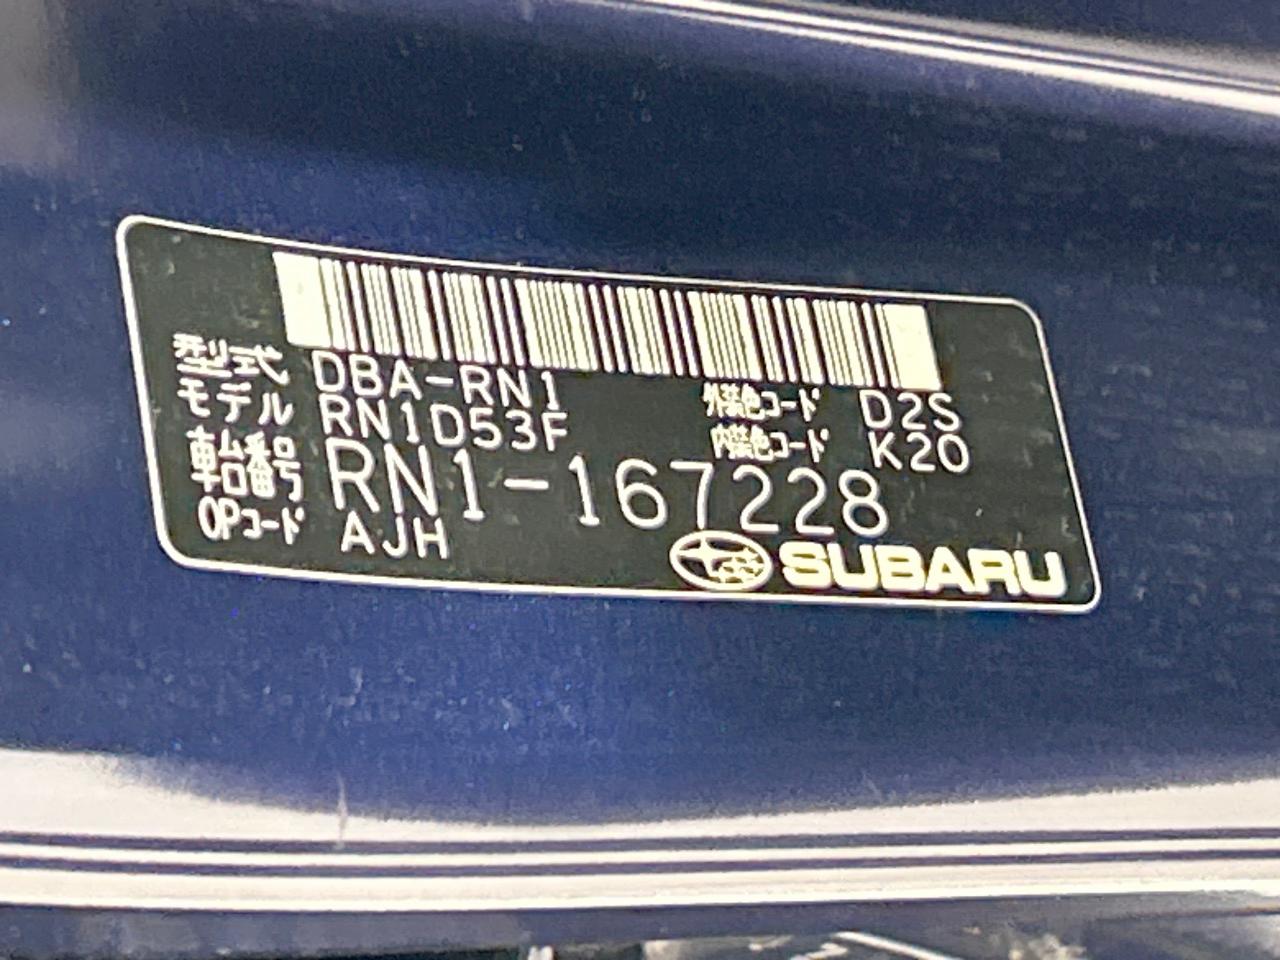 型式 DBA-RN1
モデル RN1D53F 外装色コード D2S
車台番号 RN1-167228 内装色コード K20
OPコード AJH
SUBARU